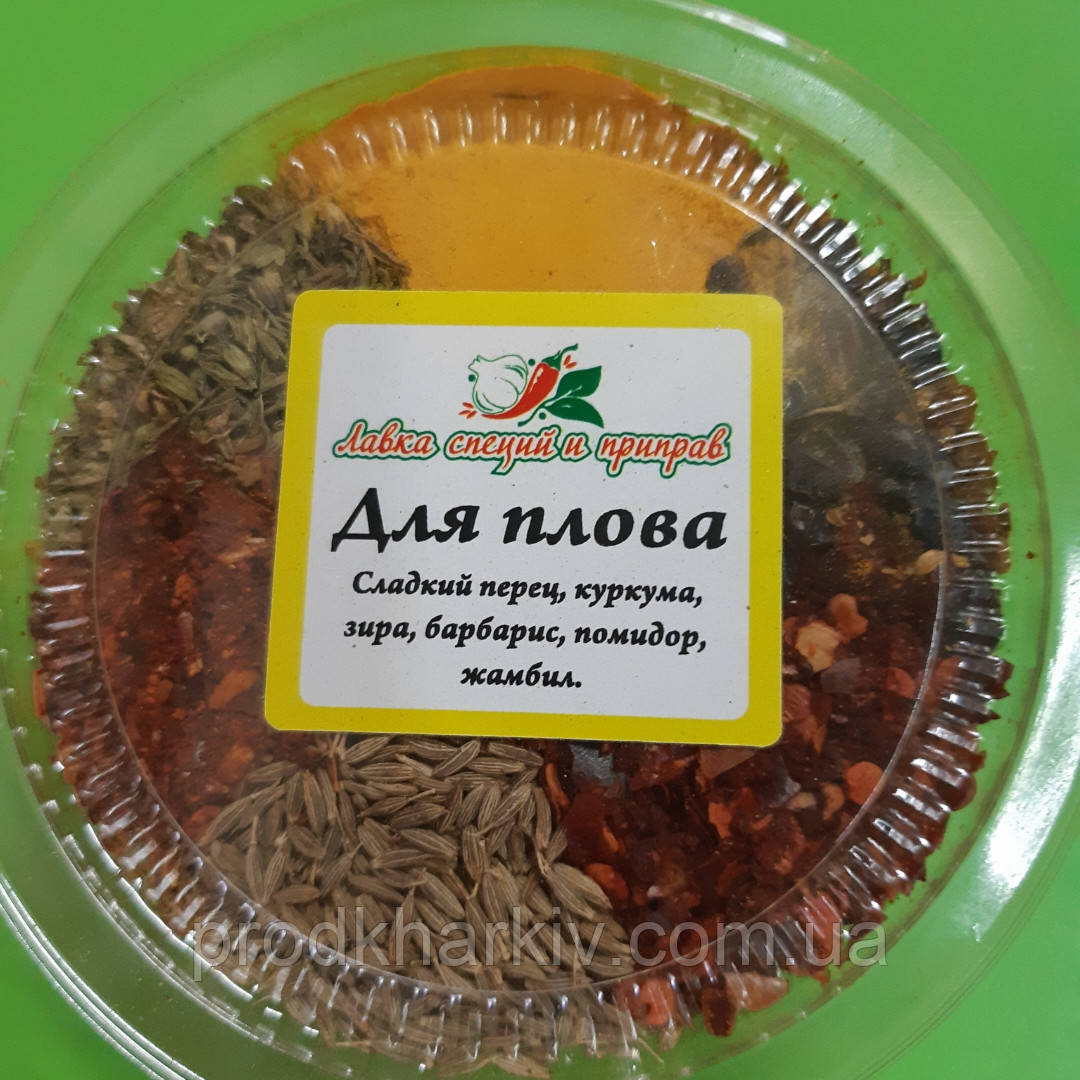 Лавка специй и приправ
Для плова
Сладкий перец, куркума,
зира, барбарис, помидор,
жамбил.
prodkharkiv.com.ua